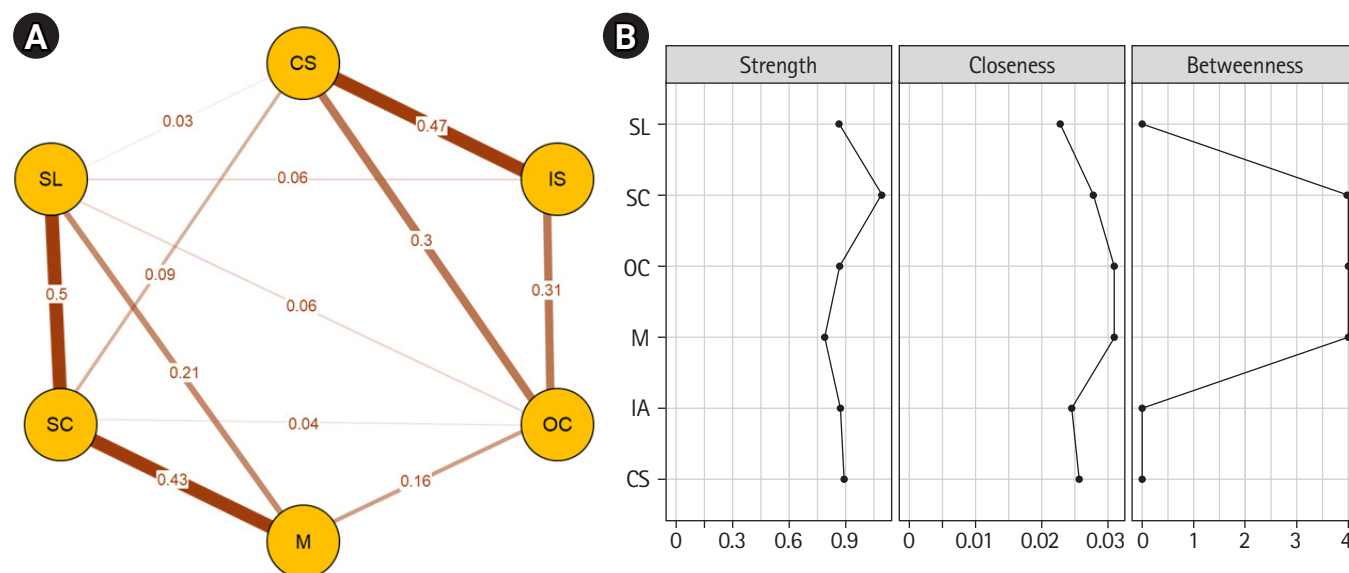 A
CS
0.47
0.03
SL
0.06
IS
0.3
0.09
0.5
0.31
0.06
0.21
SC
0.04
OC
0.43
0.16
M
B
Strength
Closeness
Betweenness
SL
SC
OC
M
IA
CS
0 0.3 0.6 0.9
0 0.01 0.02 0.03
0 1 2 3 4